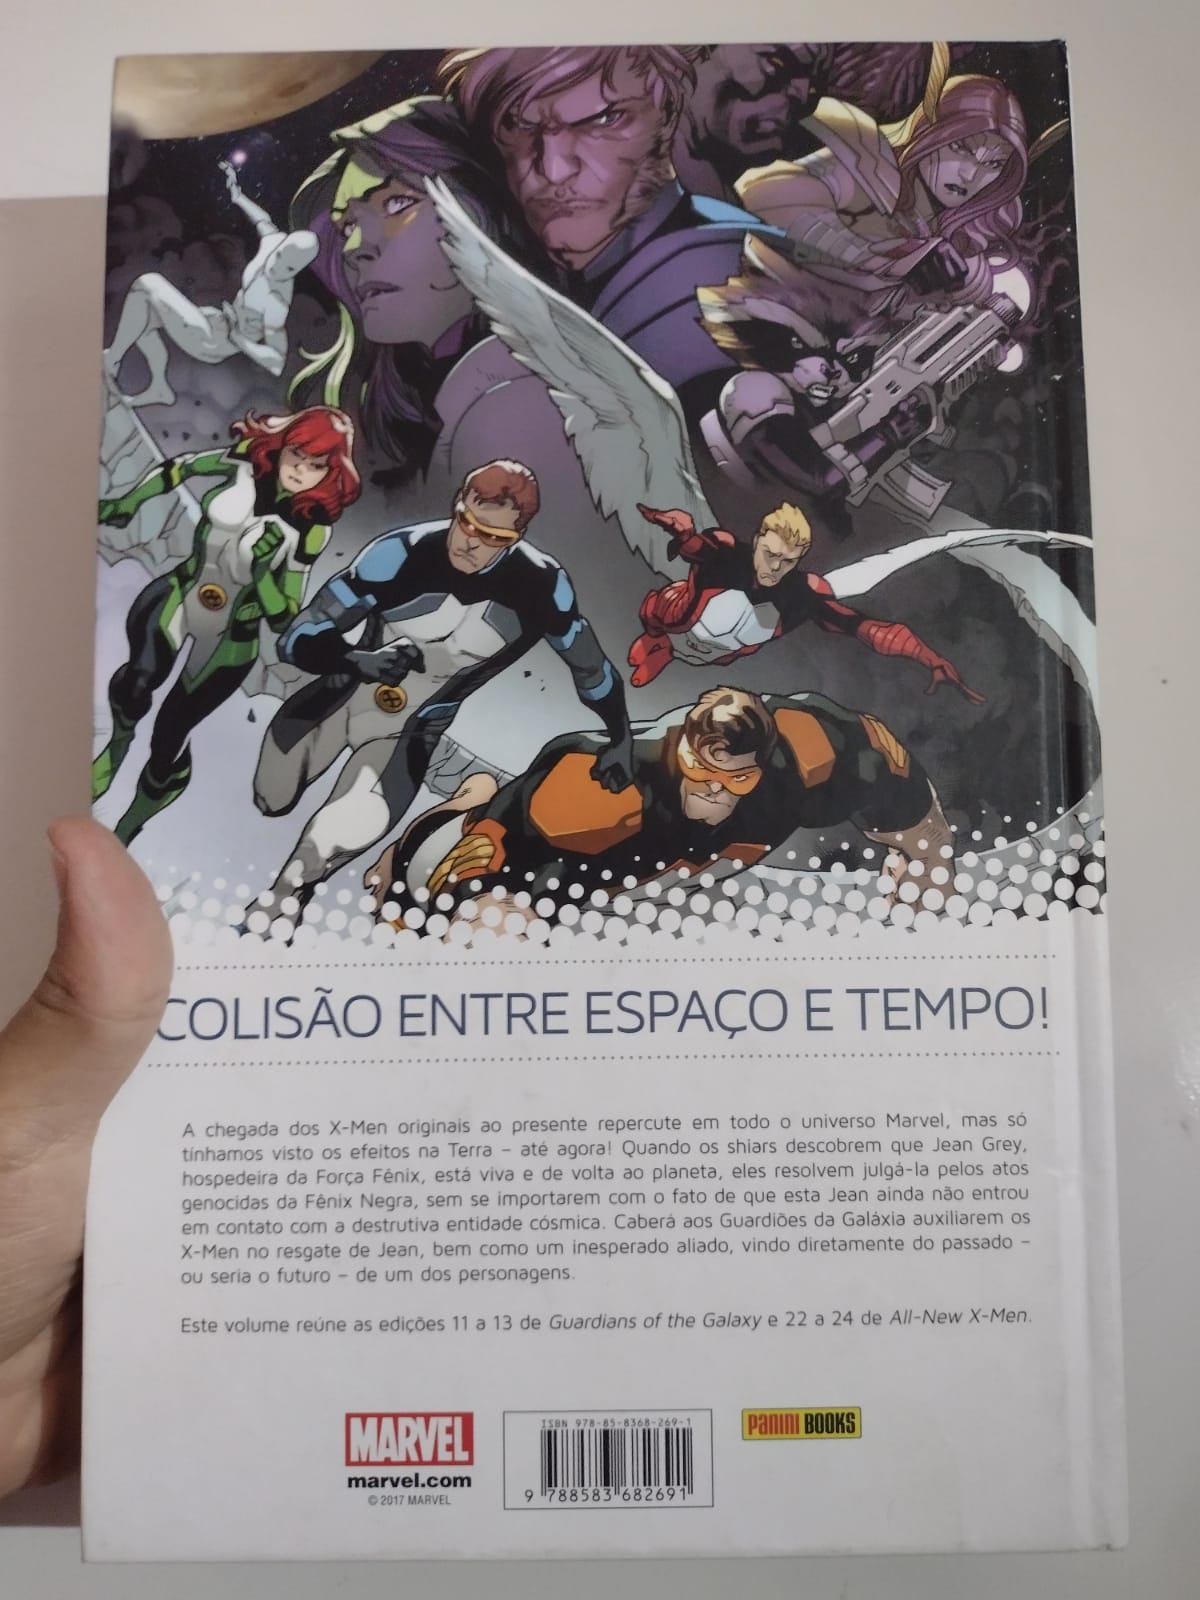 COLISÃO ENTRE ESPAÇO E TEMPO!
A chegada dos X-Men originais ao presente repercute em todo o universo Marvel, mas só
tínhamos visto os efeitos na Terra – até agora! Quando os shiars descobrem que Jean Grey,
hospedeira da Força Fênix, está viva e de volta ao planeta, eles resolvem julgá-la pelos atos
genocidas da Fênix Negra, sem se importarem com o fato de que esta Jean ainda não entrou
em contato com a destrutiva entidade cósmica. Caberá aos Guardiões da Galáxia auxiliarem os
X-Men no resgate de Jean, bem como um inesperado aliado, vindo diretamente do passado –
ou seria o futuro – de um dos personagens.
Este volume reúne as edições 11 a 13 de Guardians of the Galaxy e 22 a 24 de All-New X-Men.
MARVEL
marvel.com
© 2017 MARVEL
ISBN 978-85-8368-269-1
9 788583 682691
PANINI BOOKS